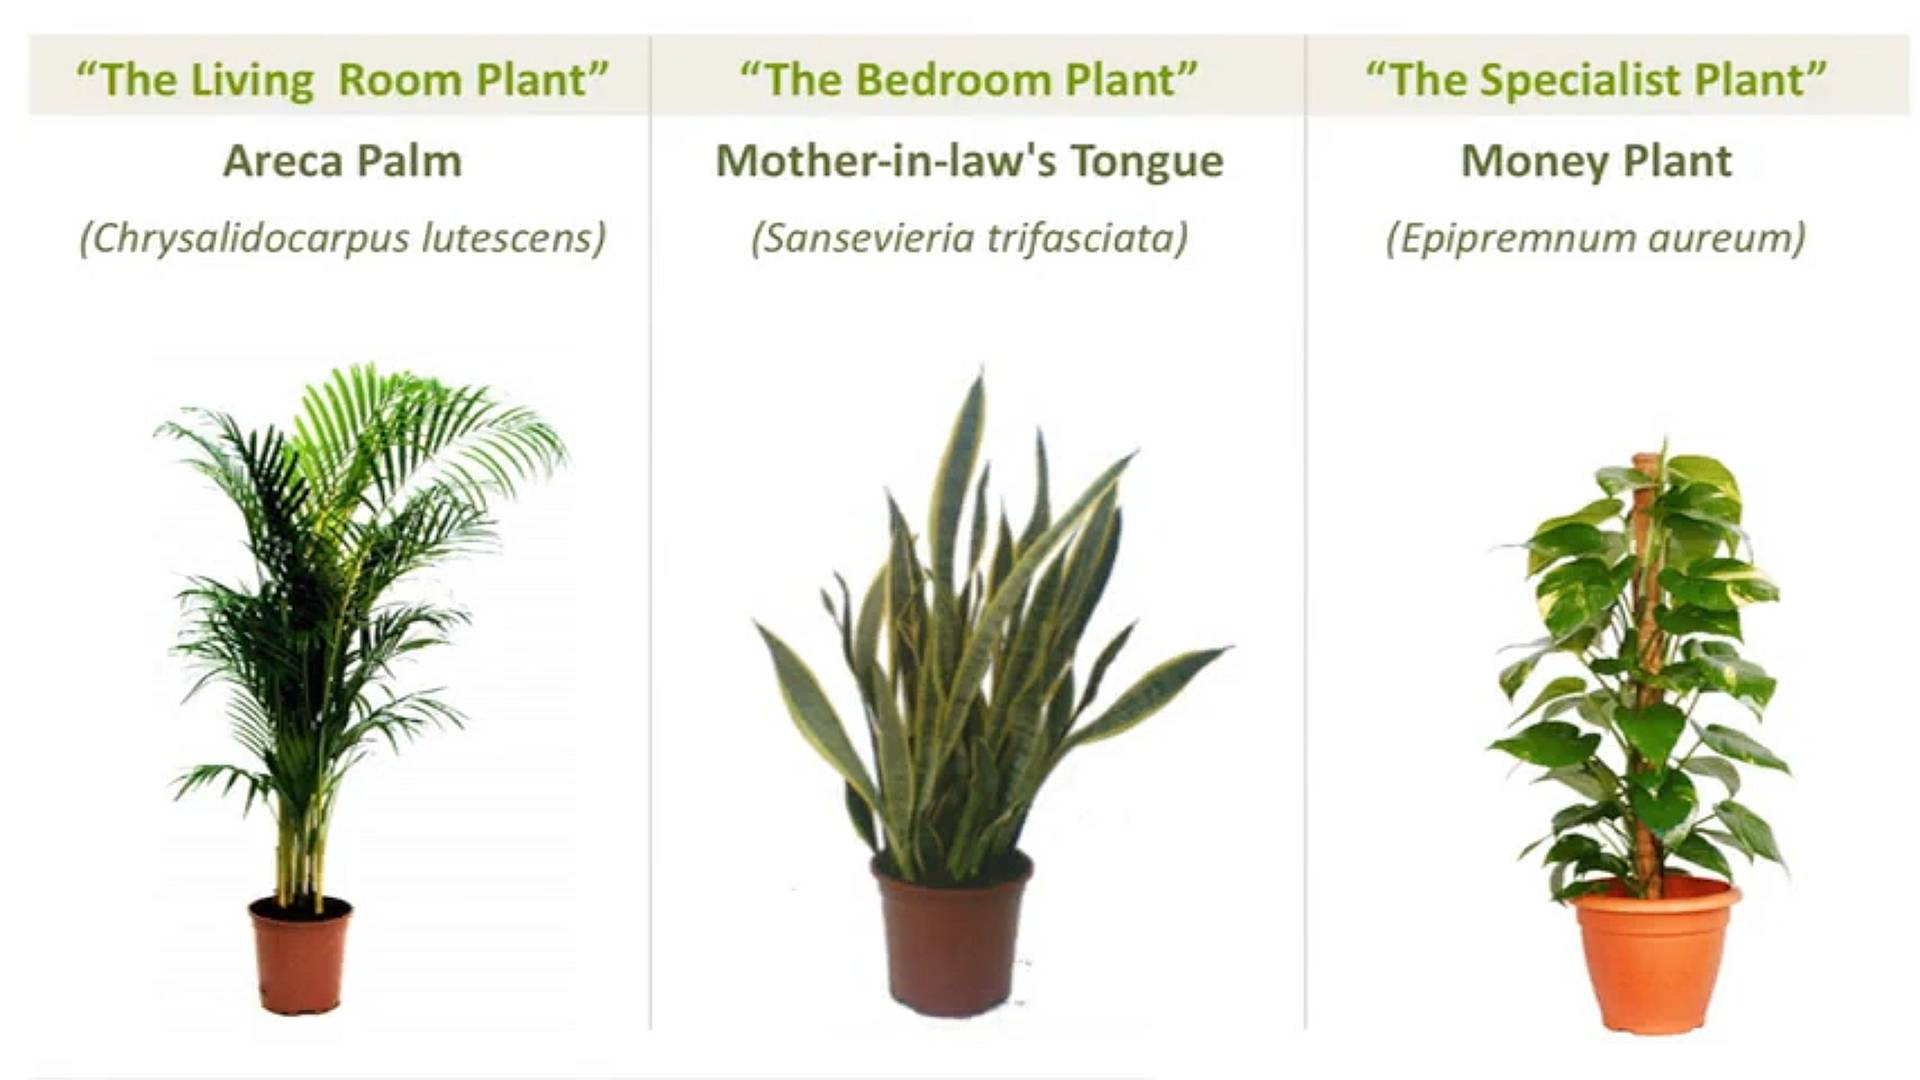 “The Living Room Plant”
Areca Palm
(Chrysalidocarpus lutescens)
“The Bedroom Plant”
Mother-in-law's Tongue
(Sansevieria trifasciata)
“The Specialist Plant”
Money Plant
(Epipremnum aureum)